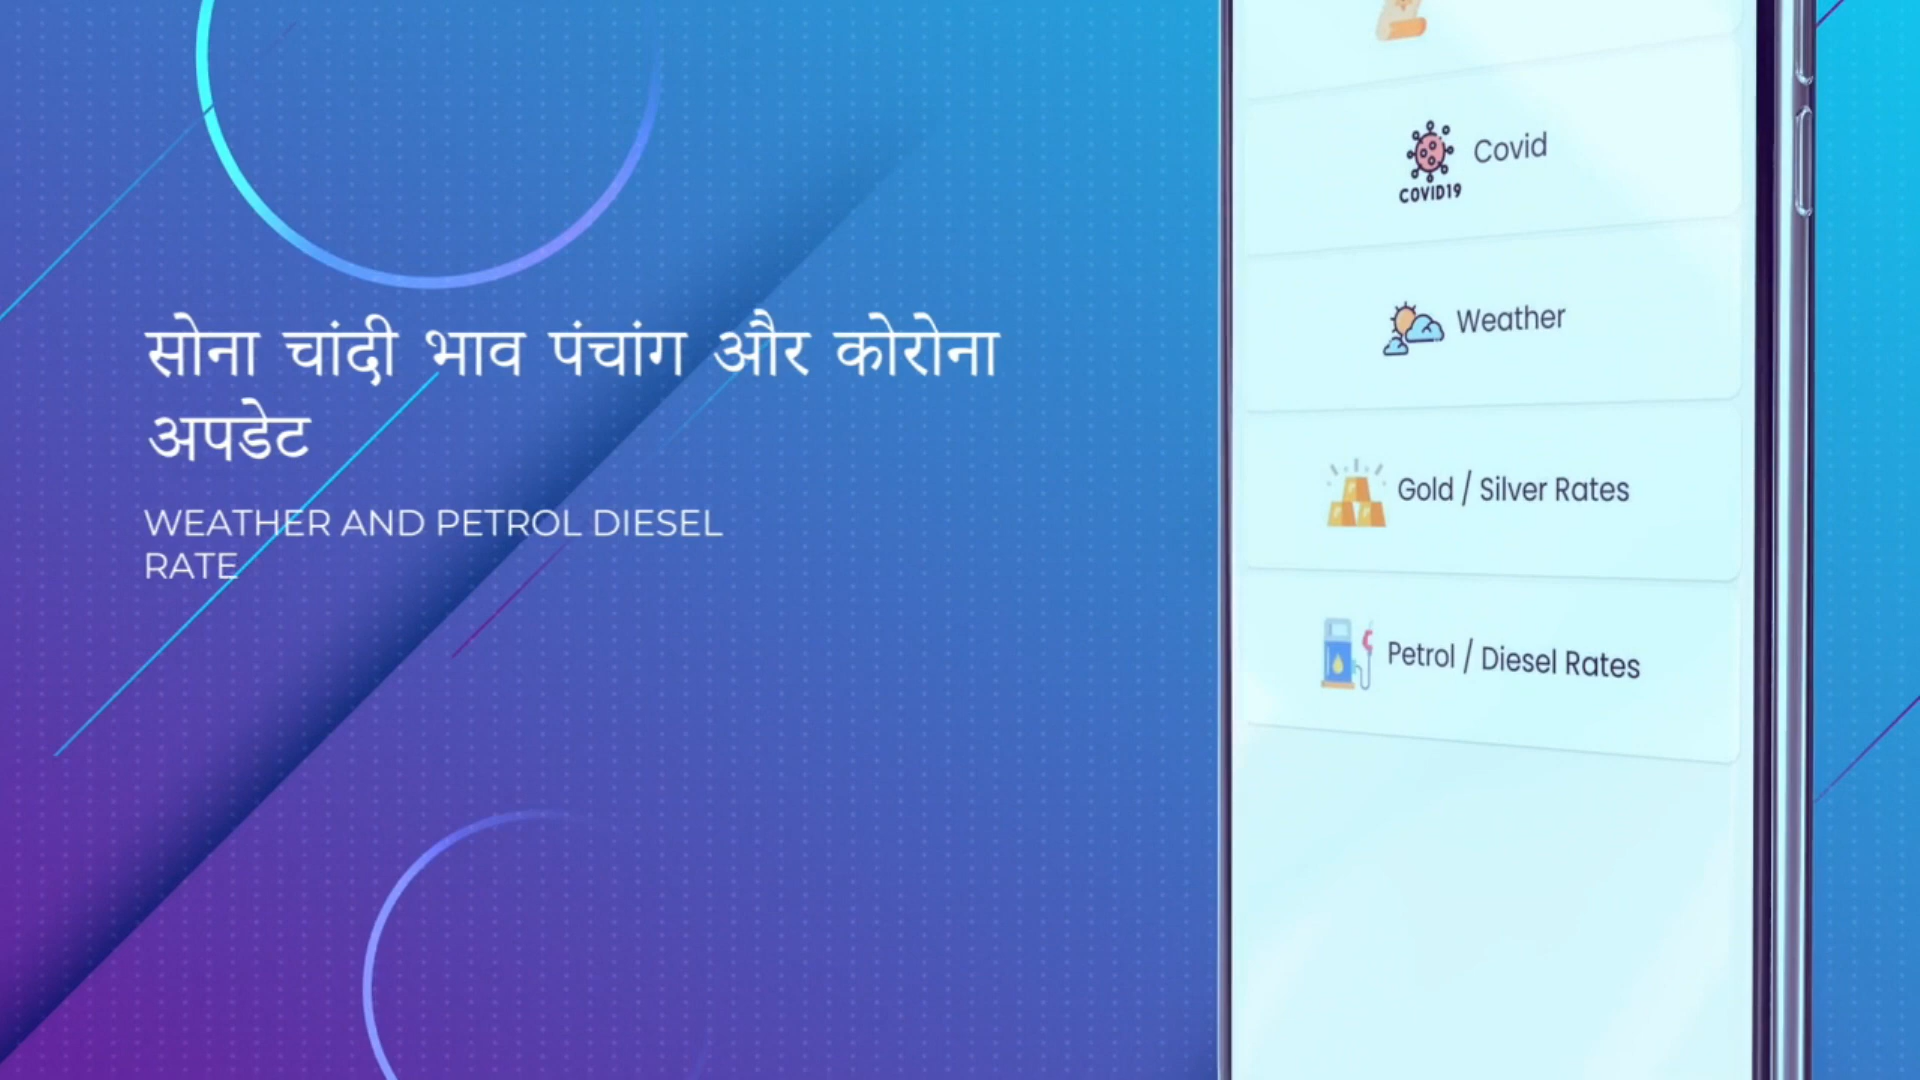 सोना चांदी भाव पंचांग और कोरोना
अपडेट
WEATHER AND PETROL DIESEL
RATE
Covid
COVID19
Weather
Gold / Silver Rates
Petrol / Diesel Rates